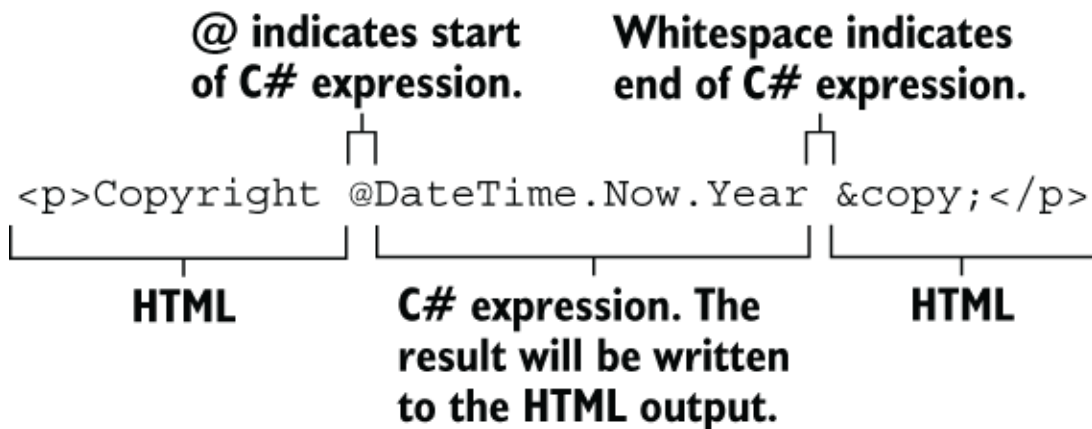 @ indicates start
of C# expression.
Whitespace indicates
end of C# expression.
<p>Copyright @DateTime.Now.Year &copy;</p>
HTML
C# expression. The
result will be written
to the HTML output.
HTML